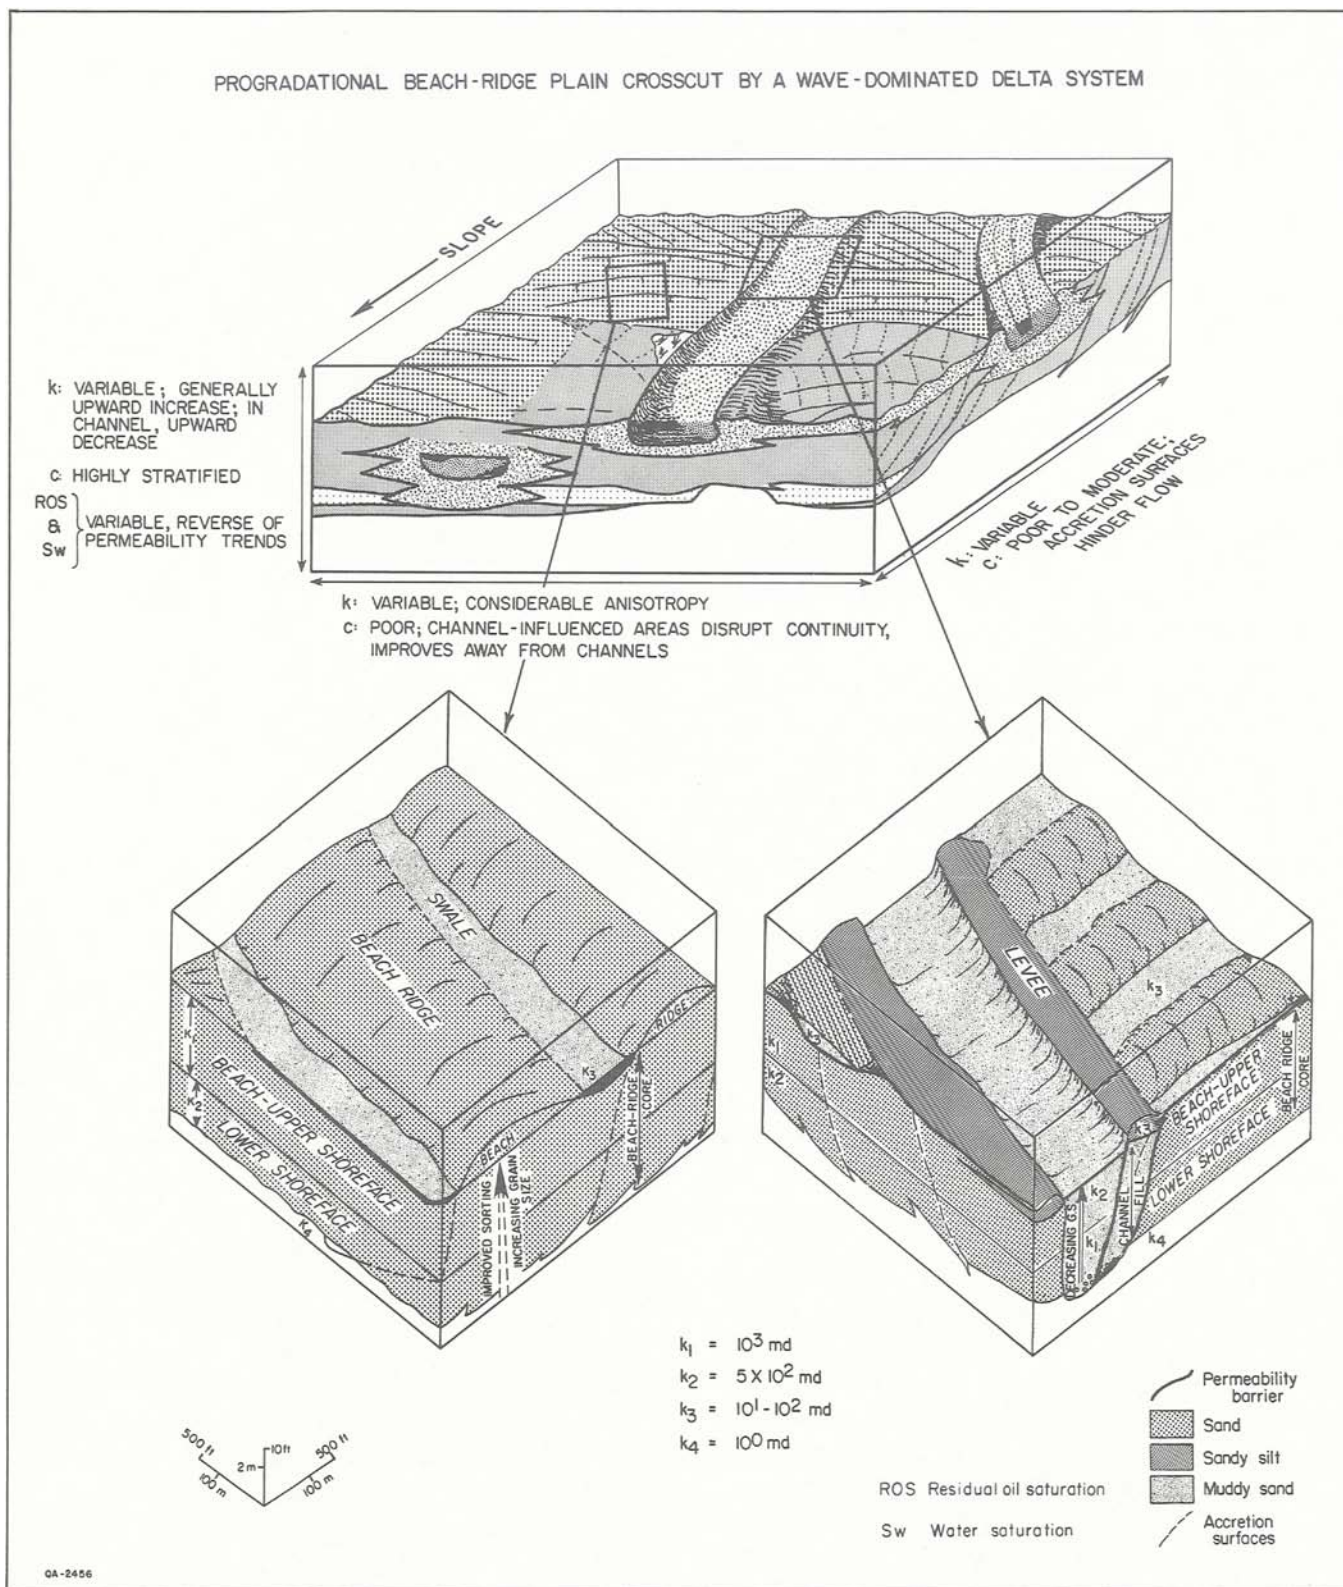 PROGRADATIONAL BEACH-RIDGE PLAIN CROSSCUT BY A WAVE-DOMINATED DELTA SYSTEM
SLOPE
k: VARIABLE; GENERALLY
UPWARD INCREASE; IN
CHANNEL, UPWARD
DECREASE
c: HIGHLY STRATIFIED
ROS
&
Sw
VARIABLE, REVERSE OF
PERMEABILITY TRENDS
k: VARIABLE
c: POOR TO MODERATE;
ACCRETION SURFACES
HINDER FLOW
k: VARIABLE; CONSIDERABLE ANISOTROPY
c: POOR; CHANNEL-INFLUENCED AREAS DISRUPT CONTINUITY,
IMPROVES AWAY FROM CHANNELS
SWALE
BEACH RIDGE
RIDGE
K
K2
K3
BEACH-UPPER SHOREFACE
LOWER SHOREFACE
K4
BEACH
BEACH-RIDGE
CORE
IMPROVED SORTING
INCREASING GRAIN
SIZE
LEVEE
k3
k1
k2
k2
k3
BEACH-UPPER
SHOREFACE
BEACH RIDGE
CORE
LOWER SHOREFACE
k2
k1
k4
DECREASING G.S.
CHANNEL
FILL
k1 = 10³ md
k2 = 5 X 10² md
k3 = 10¹ - 10² md
k4 = 10⁰ md
500 ft
100 m
10 ft
2 m
500 ft
100 m
Permeability
barrier
Sand
Sandy silt
Muddy sand
Accretion
surfaces
ROS Residual oil saturation
Sw Water saturation
QA-2456